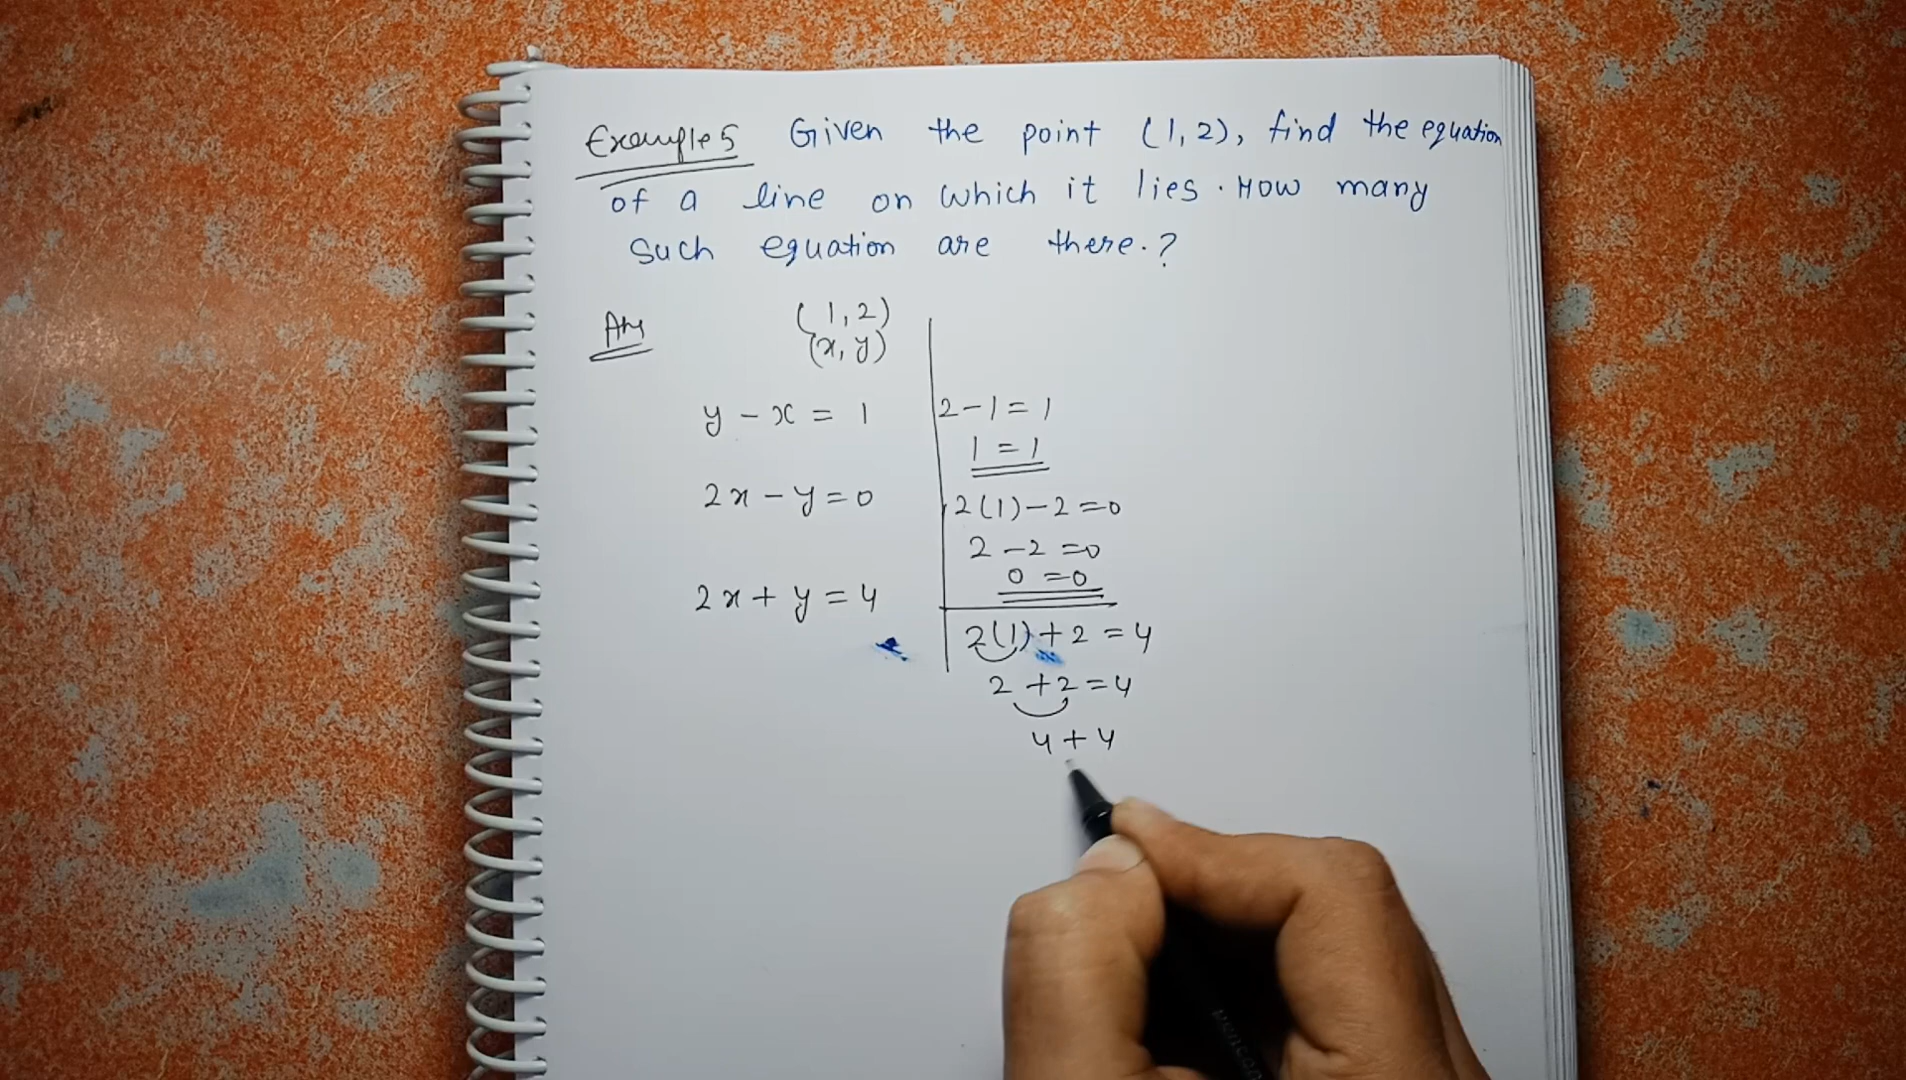 Example 5 Given the point (1, 2), find the equation
of a line on which it lies. How many
such equation are there.?
Ans
(1, 2)
(x, y)
y - x = 1
2 - 1 = 1
1 = 1
2x - y = 0
2(1) - 2 = 0
2 - 2 = 0
0 = 0
2x + y = 4
2(1) + 2 = 4
2 + 2 = 4
4 + 4